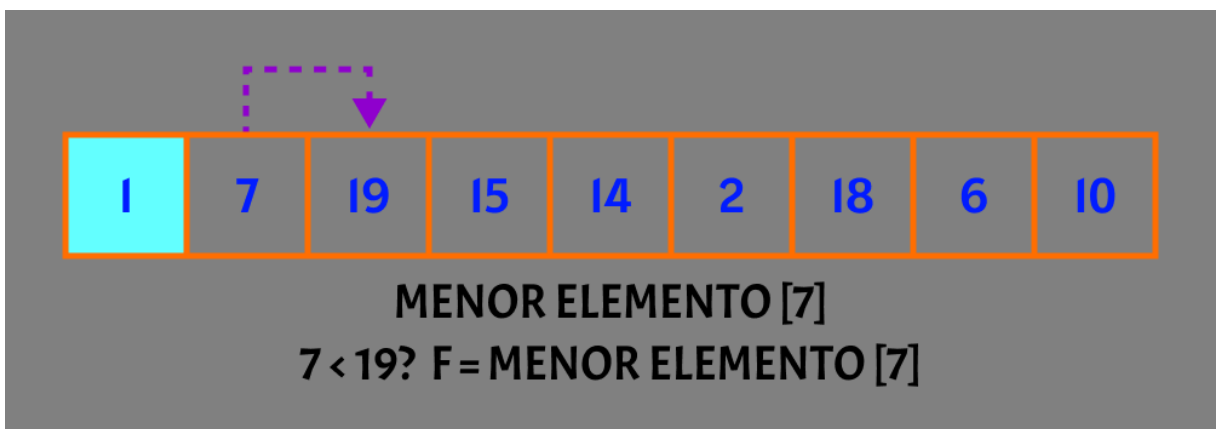 1 7 19 15 14 2 18 6 10
MENOR ELEMENTO [7]
7 < 19? F = MENOR ELEMENTO [7]